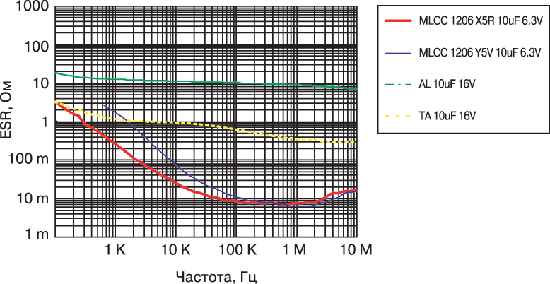 1000
100
10
1
100 m
10 m
1 m
ESR, Ом
1 K
10 K
100 K
1 M
10 M
Частота, Гц
MLCC 1206 X5R 10uF 6.3V
MLCC 1206 Y5V 10uF 6.3V
AL 10uF 16V
TA 10uF 16V